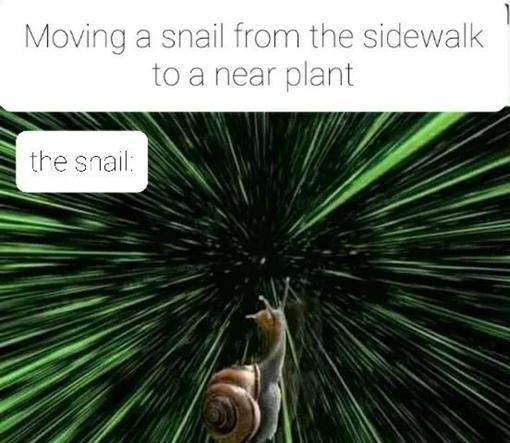 Moving a snail from the sidewalk
to a near plant
the snail: